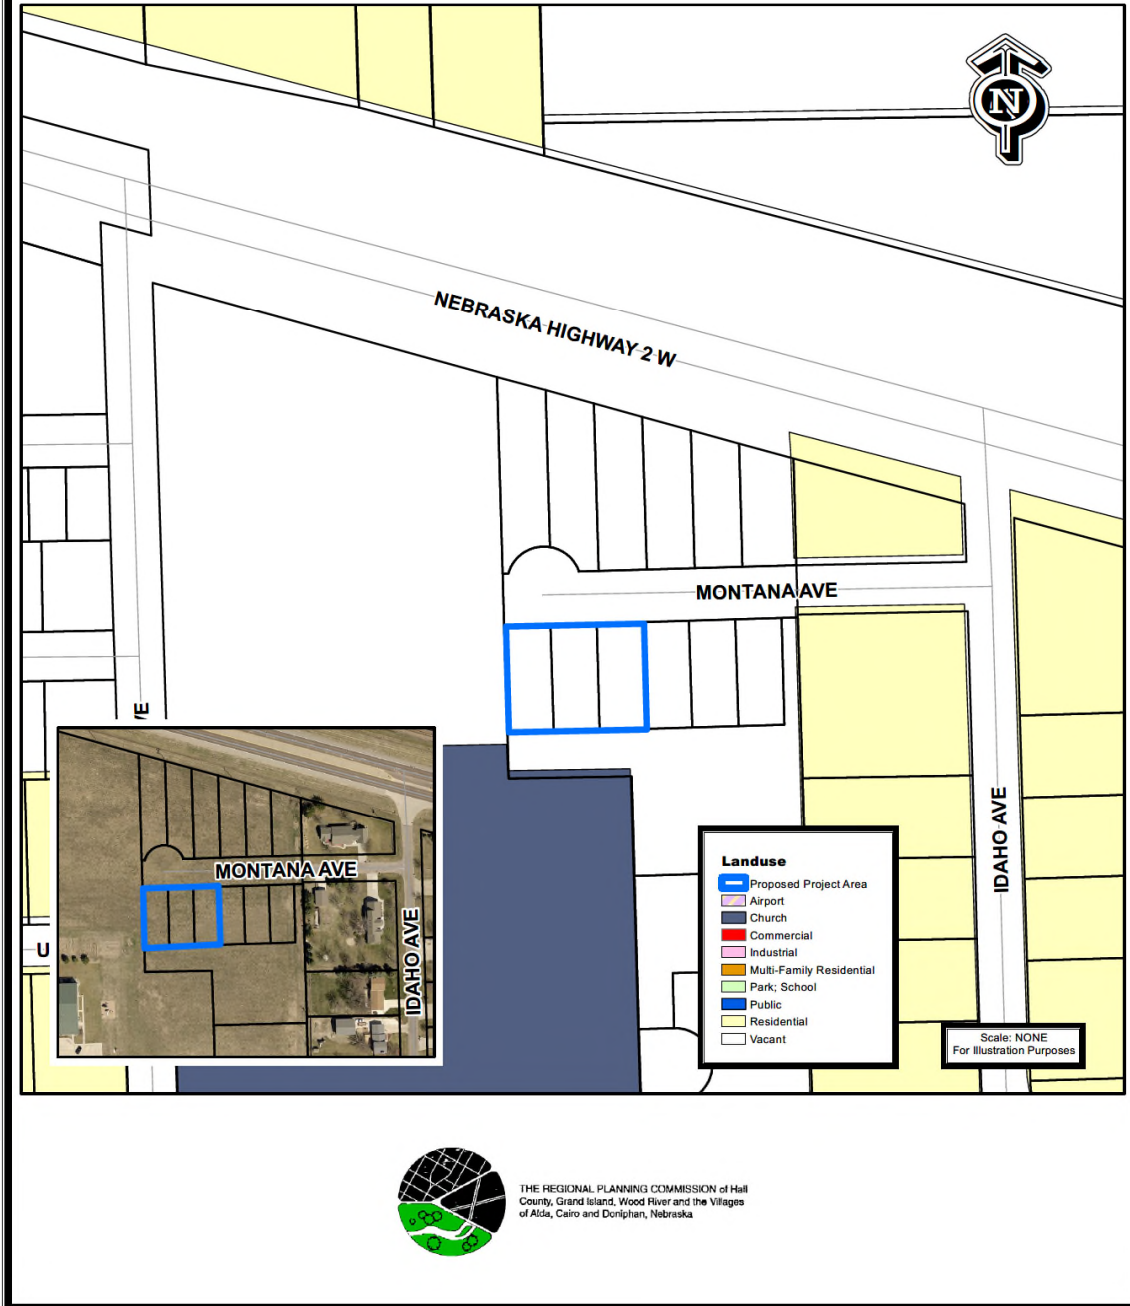 N
NEBRASKA HIGHWAY 2 W
MONTANA AVE
VE
MONTANA AVE
IDAHO AVE
U
IDAHO AVE
Landuse
Proposed Project Area
Airport
Church
Commercial
Industrial
Multi-Family Residential
Park; School
Public
Residential
Vacant
Scale: NONE
For Illustration Purposes
THE REGIONAL PLANNING COMMISSION of Hall
County, Grand Island, Wood River and the Villages
of Alda, Cairo and Doniphan, Nebraska